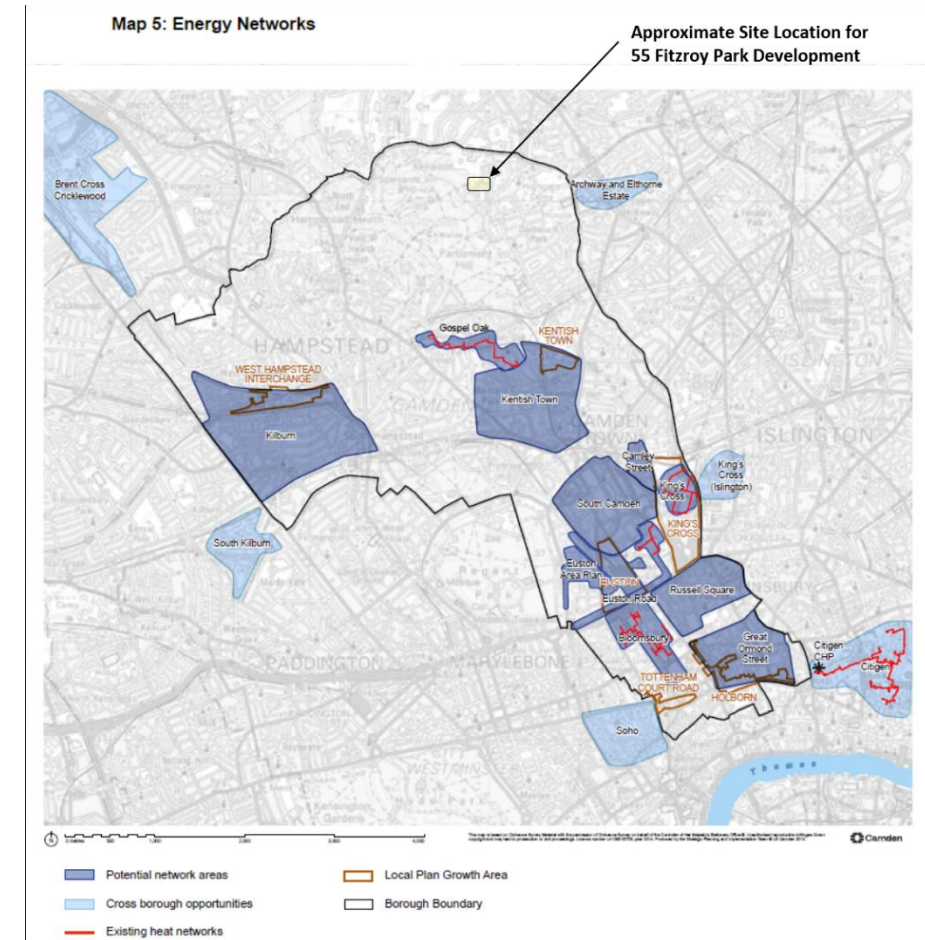 Map 5: Energy Networks
Approximate Site Location for
55 Fitzroy Park Development
Brent Cross
Cricklewood
Archway and Elthorne
Estate
HAMPSTEAD
Gospel Oak
KENTISH
TOWN
WEST HAMPSTEAD
INTERCHANGE
Kentish Town
Kilburn
CAMDEN
TOWN
ISLINGTON
Camley
Street
King's
Cross
King's
Cross
(Islington)
South Camden
KING'S
CROSS
South Kilburn
Euston
Area Plan
EUSTON
Euston Road
Russell Square
Bloomsbury
Great
Ormond
Street
Citigen
CHP
Citigen
PADDINGTON
MARYLEBONE
TOTTENHAM
COURT ROAD
HOLBORN
Soho
Thames
Camden
Potential network areas
Local Plan Growth Area
Cross borough opportunities
Borough Boundary
Existing heat networks